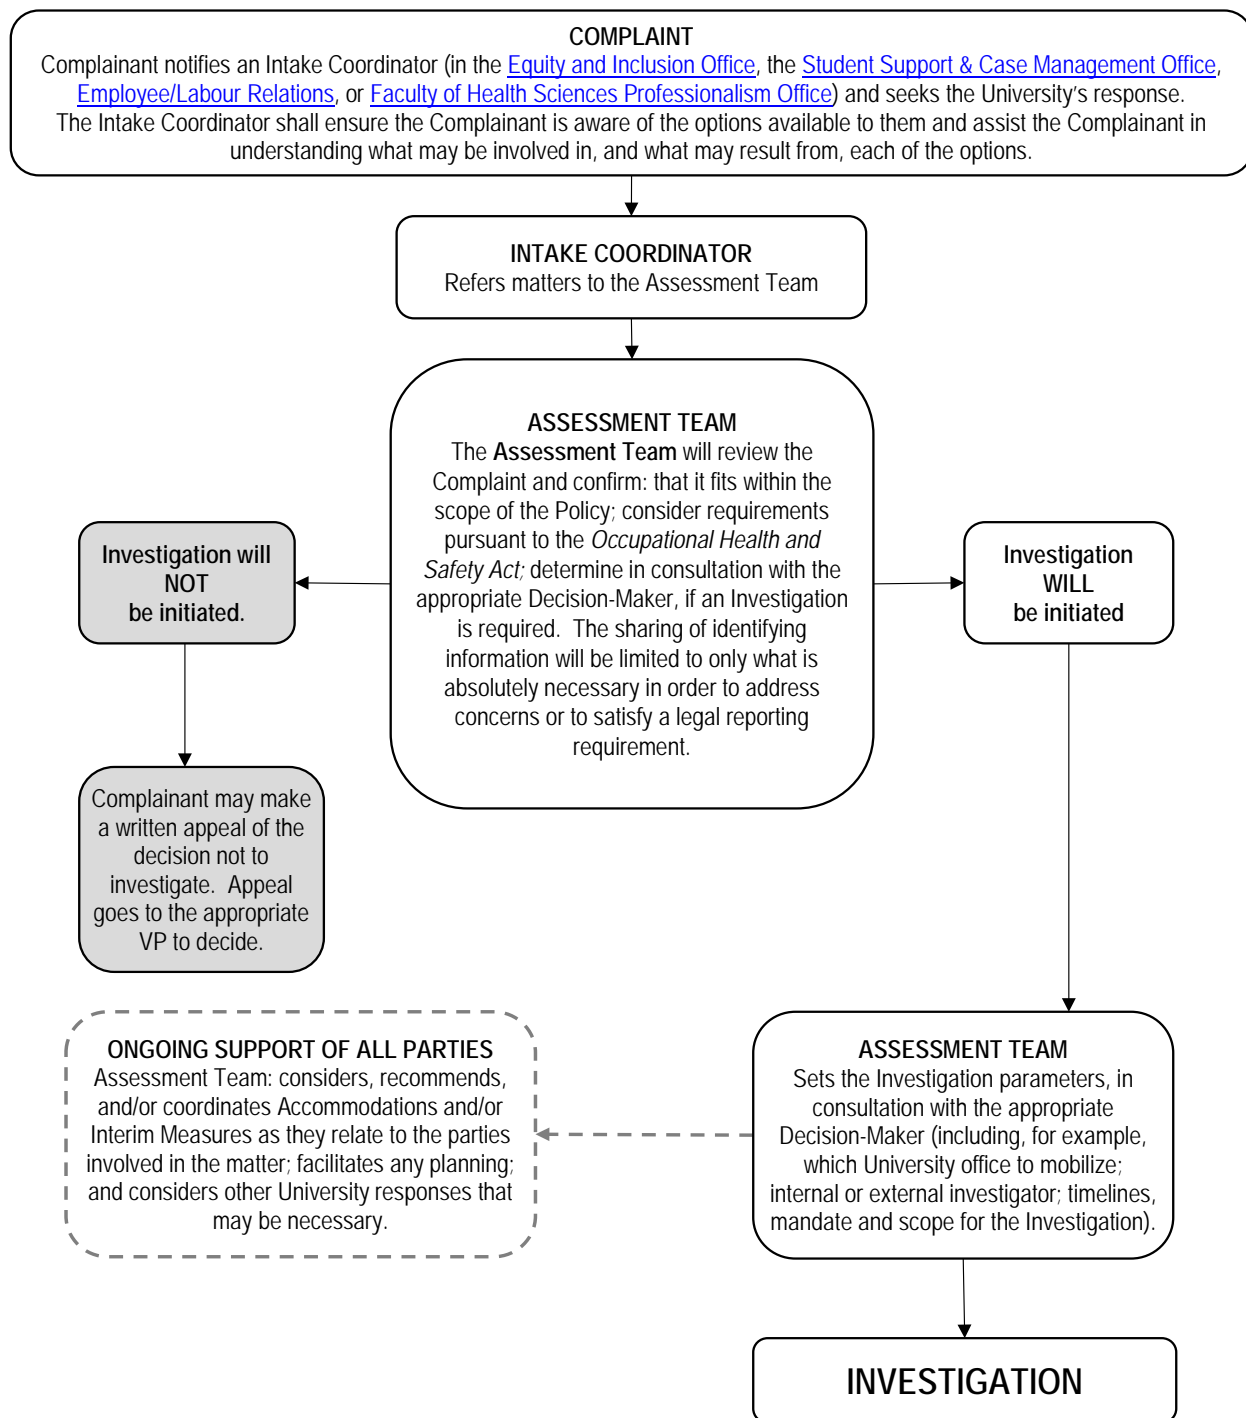 COMPLAINT
Complainant notifies an Intake Coordinator (in the Equity and Inclusion Office, the Student Support & Case Management Office,
Employee/Labour Relations, or Faculty of Health Sciences Professionalism Office) and seeks the University's response.
The Intake Coordinator shall ensure the Complainant is aware of the options available to them and assist the Complainant in
understanding what may be involved in, and what may result from, each of the options.
INTAKE COORDINATOR
Refers matters to the Assessment Team
ASSESSMENT TEAM
The Assessment Team will review the
Complaint and confirm: that it fits within the
scope of the Policy; consider requirements
pursuant to the Occupational Health and
Safety Act; determine in consultation with the
appropriate Decision-Maker, if an Investigation
is required.  The sharing of identifying
information will be limited to only what is
absolutely necessary in order to address
concerns or to satisfy a legal reporting
requirement.
Investigation will
NOT
be initiated.
Investigation
WILL
be initiated
Complainant may make
a written appeal of the
decision not to
investigate.  Appeal
goes to the appropriate
VP to decide.
ONGOING SUPPORT OF ALL PARTIES
Assessment Team: considers, recommends,
and/or coordinates Accommodations and/or
Interim Measures as they relate to the parties
involved in the matter; facilitates any planning;
and considers other University responses that
may be necessary.
ASSESSMENT TEAM
Sets the Investigation parameters, in
consultation with the appropriate
Decision-Maker (including, for example,
which University office to mobilize;
internal or external investigator; timelines,
mandate and scope for the Investigation).
INVESTIGATION